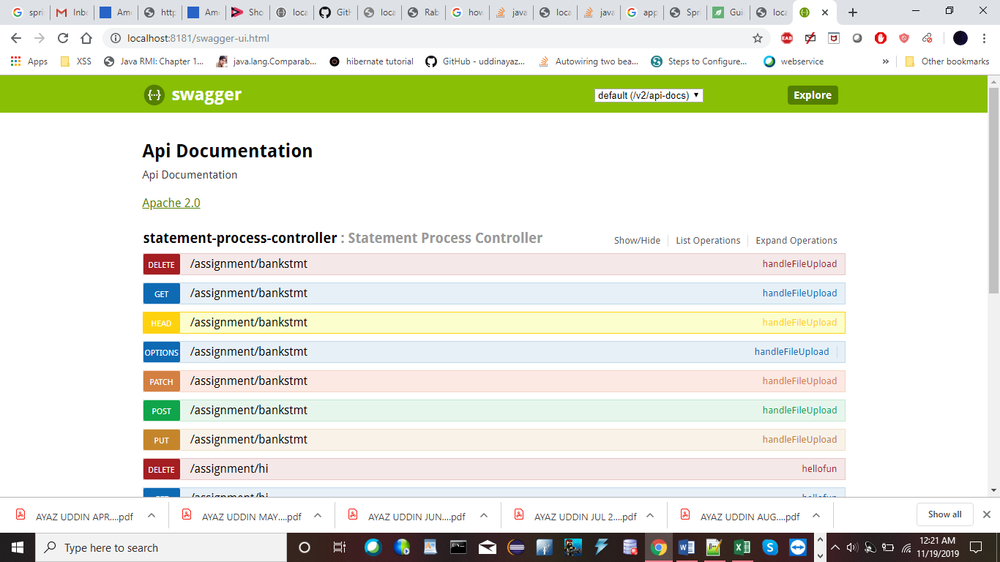 spri
Inbo
Ame
http
Ame
Sho
loca
GitH
loca
Rab
how
java
loca
java
app
Spri
Gui
loca
localhost:8181/swagger-ui.html
Apps
XSS
Java RMI: Chapter 1...
java.lang.Comparab...
hibernate tutorial
GitHub - uddinayaz...
Autowiring two bea...
Steps to Configure...
webservice
»
Other bookmarks
{··} swagger
default (/v2/api-docs)
Explore
Api Documentation
Api Documentation
Apache 2.0
statement-process-controller : Statement Process Controller
Show/Hide
List Operations
Expand Operations
DELETE /assignment/bankstmt handleFileUpload
GET /assignment/bankstmt handleFileUpload
HEAD /assignment/bankstmt handleFileUpload
OPTIONS /assignment/bankstmt handleFileUpload
PATCH /assignment/bankstmt handleFileUpload
POST /assignment/bankstmt handleFileUpload
PUT /assignment/bankstmt handleFileUpload
DELETE /assignment/hi hellofun
GET /assignment/hi hellofun
AYAZ UDDIN APR....pdf
AYAZ UDDIN MAY....pdf
AYAZ UDDIN JUN....pdf
AYAZ UDDIN JUL 2....pdf
AYAZ UDDIN AUG....pdf
Show all
Type here to search
12:21 AM
11/19/2019